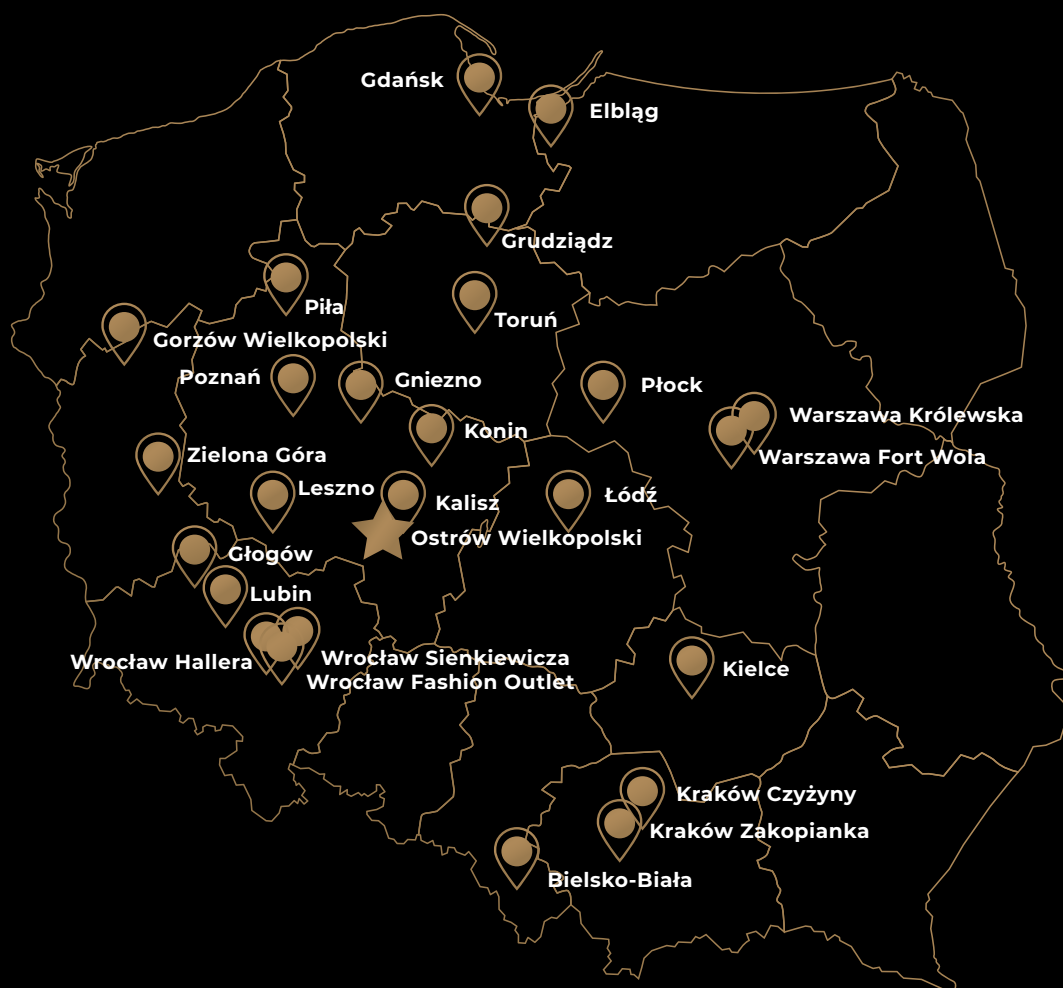 Gdańsk
Elbląg
Grudziądz
Piła
Toruń
Gorzów Wielkopolski
Poznań
Gniezno
Płock
Warszawa Królewska
Konin
Zielona Góra
Warszawa Fort Wola
Leszno
Kalisz
Łódź
Ostrów Wielkopolski
Głogów
Lubin
Wrocław Hallera
Wrocław Sienkiewicza
Wrocław Fashion Outlet
Kielce
Kraków Czyżyny
Kraków Zakopianka
Bielsko-Biała